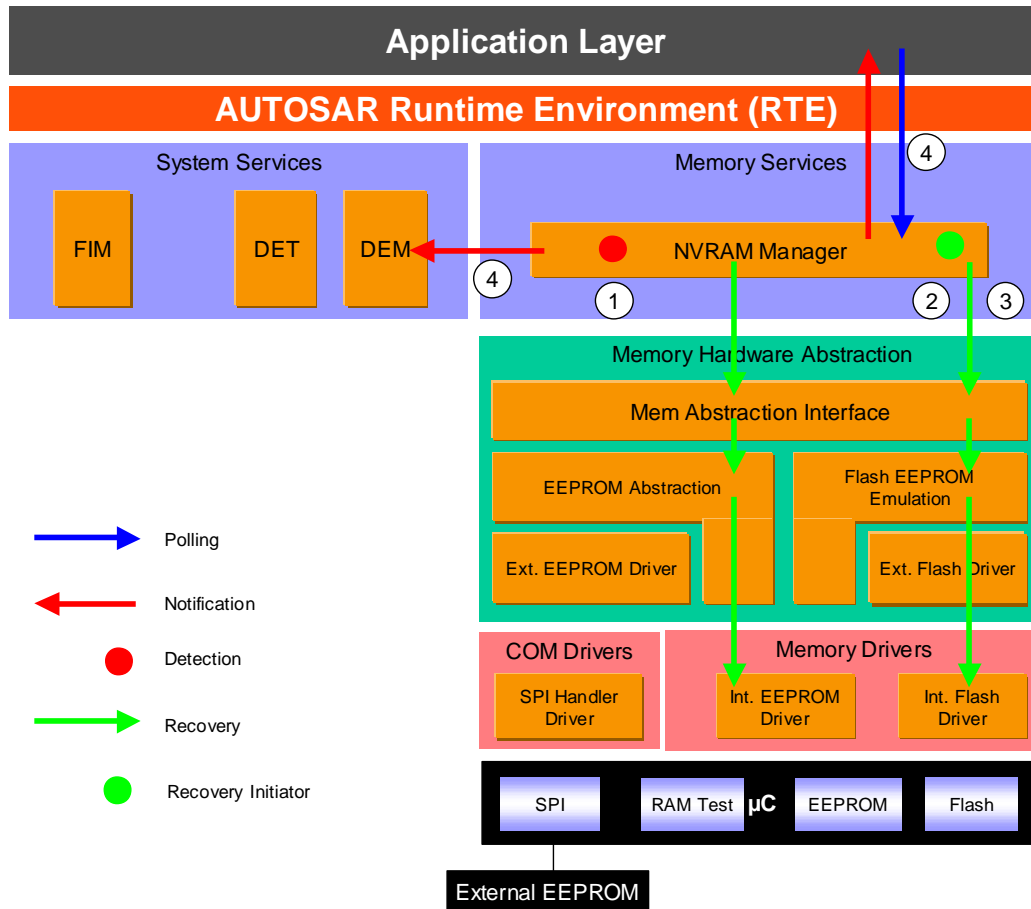 Application Layer
AUTOSAR Runtime Environment (RTE)
System Services
Memory Services
4
FIM
DET
DEM
NVRAM Manager
4
1
2
3
Memory Hardware Abstraction
Mem Abstraction Interface
EEPROM Abstraction
Flash EEPROM
Emulation
Ext. EEPROM Driver
Ext. Flash Driver
Polling
Notification
Detection
Recovery
Recovery Initiator
COM Drivers
Memory Drivers
SPI Handler
Driver
Int. EEPROM
Driver
Int. Flash
Driver
SPI
RAM Test
µC
EEPROM
Flash
External EEPROM